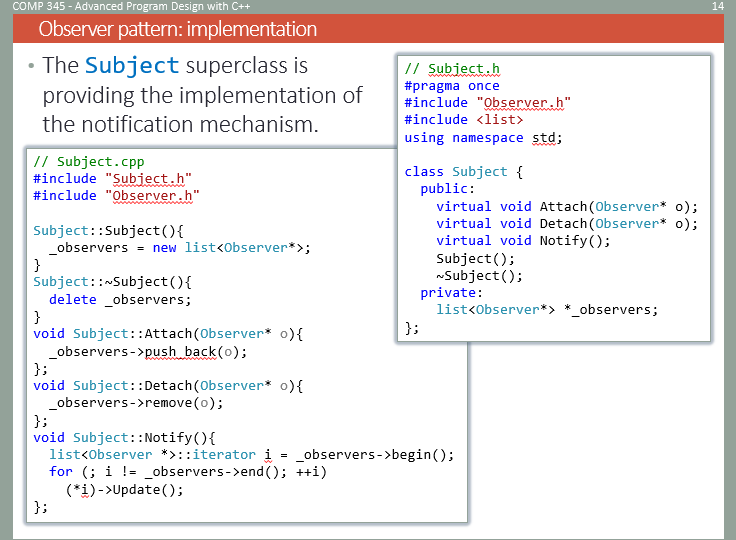 COMP 345 - Advanced Program Design with C++
14
Observer pattern: implementation
• The Subject superclass is
providing the implementation of
the notification mechanism.
// Subject.h
#pragma once
#include "Observer.h"
#include <list>
using namespace std;

class Subject {
  public:
    virtual void Attach(Observer* o);
    virtual void Detach(Observer* o);
    virtual void Notify();
    Subject();
    ~Subject();
  private:
    list<Observer*> *_observers;
};
// Subject.cpp
#include "Subject.h"
#include "Observer.h"

Subject::Subject(){
  _observers = new list<Observer*>;
}
Subject::~Subject(){
  delete _observers;
}
void Subject::Attach(Observer* o){
  _observers->push_back(o);
};
void Subject::Detach(Observer* o){
  _observers->remove(o);
};
void Subject::Notify(){
  list<Observer *>::iterator i = _observers->begin();
  for (; i != _observers->end(); ++i)
    (*i)->Update();
};